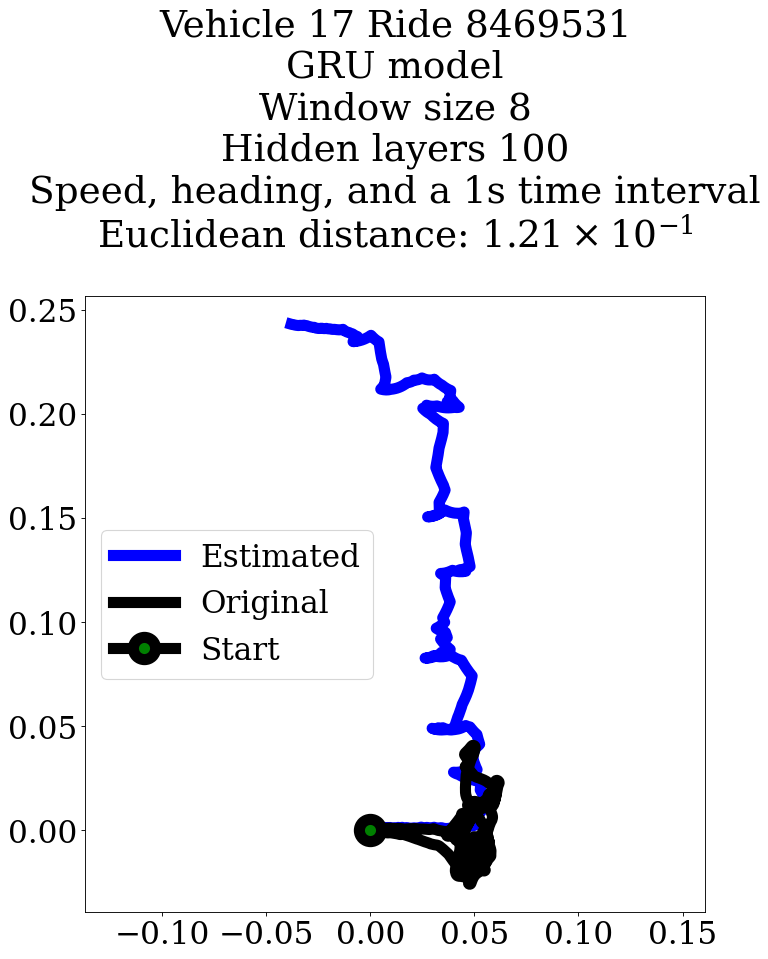 Vehicle 17 Ride 8469531
GRU model
Window size 8
Hidden layers 100
Speed, heading, and a 1s time interval
Euclidean distance: 1.21 × 10⁻¹
0.25
0.20
0.15
0.10
0.05
0.00
Estimated
Original
Start
−0.10 −0.05 0.00 0.05 0.10 0.15